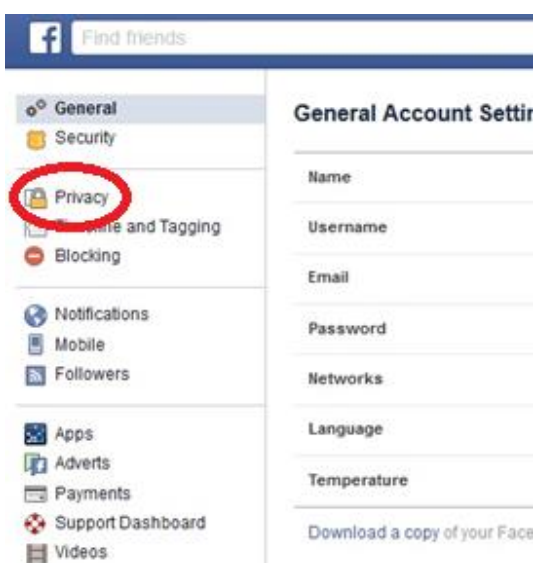 f Find friends
General
Security
Privacy
Timeline and Tagging
Blocking
Notifications
Mobile
Followers
Apps
Adverts
Payments
Support Dashboard
Videos
General Account Settin
Name
Username
Email
Password
Networks
Language
Temperature
Download a copy of your Face